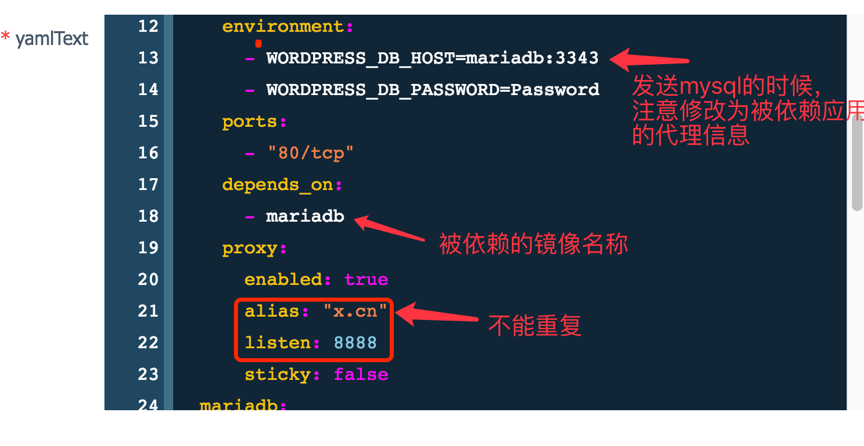 * yamlText
12 environment:
13 - WORDPRESS_DB_HOST=mariadb:3343
14 - WORDPRESS_DB_PASSWORD=Password
发送mysql的时候，
注意修改为被依赖应用
的代理信息
15 ports:
16 - "80/tcp"
17 depends_on:
18 - mariadb
被依赖的镜像名称
19 proxy:
20 enabled: true
21 alias: "x.cn"
不能重复
22 listen: 8888
23 sticky: false
24 mariadb: